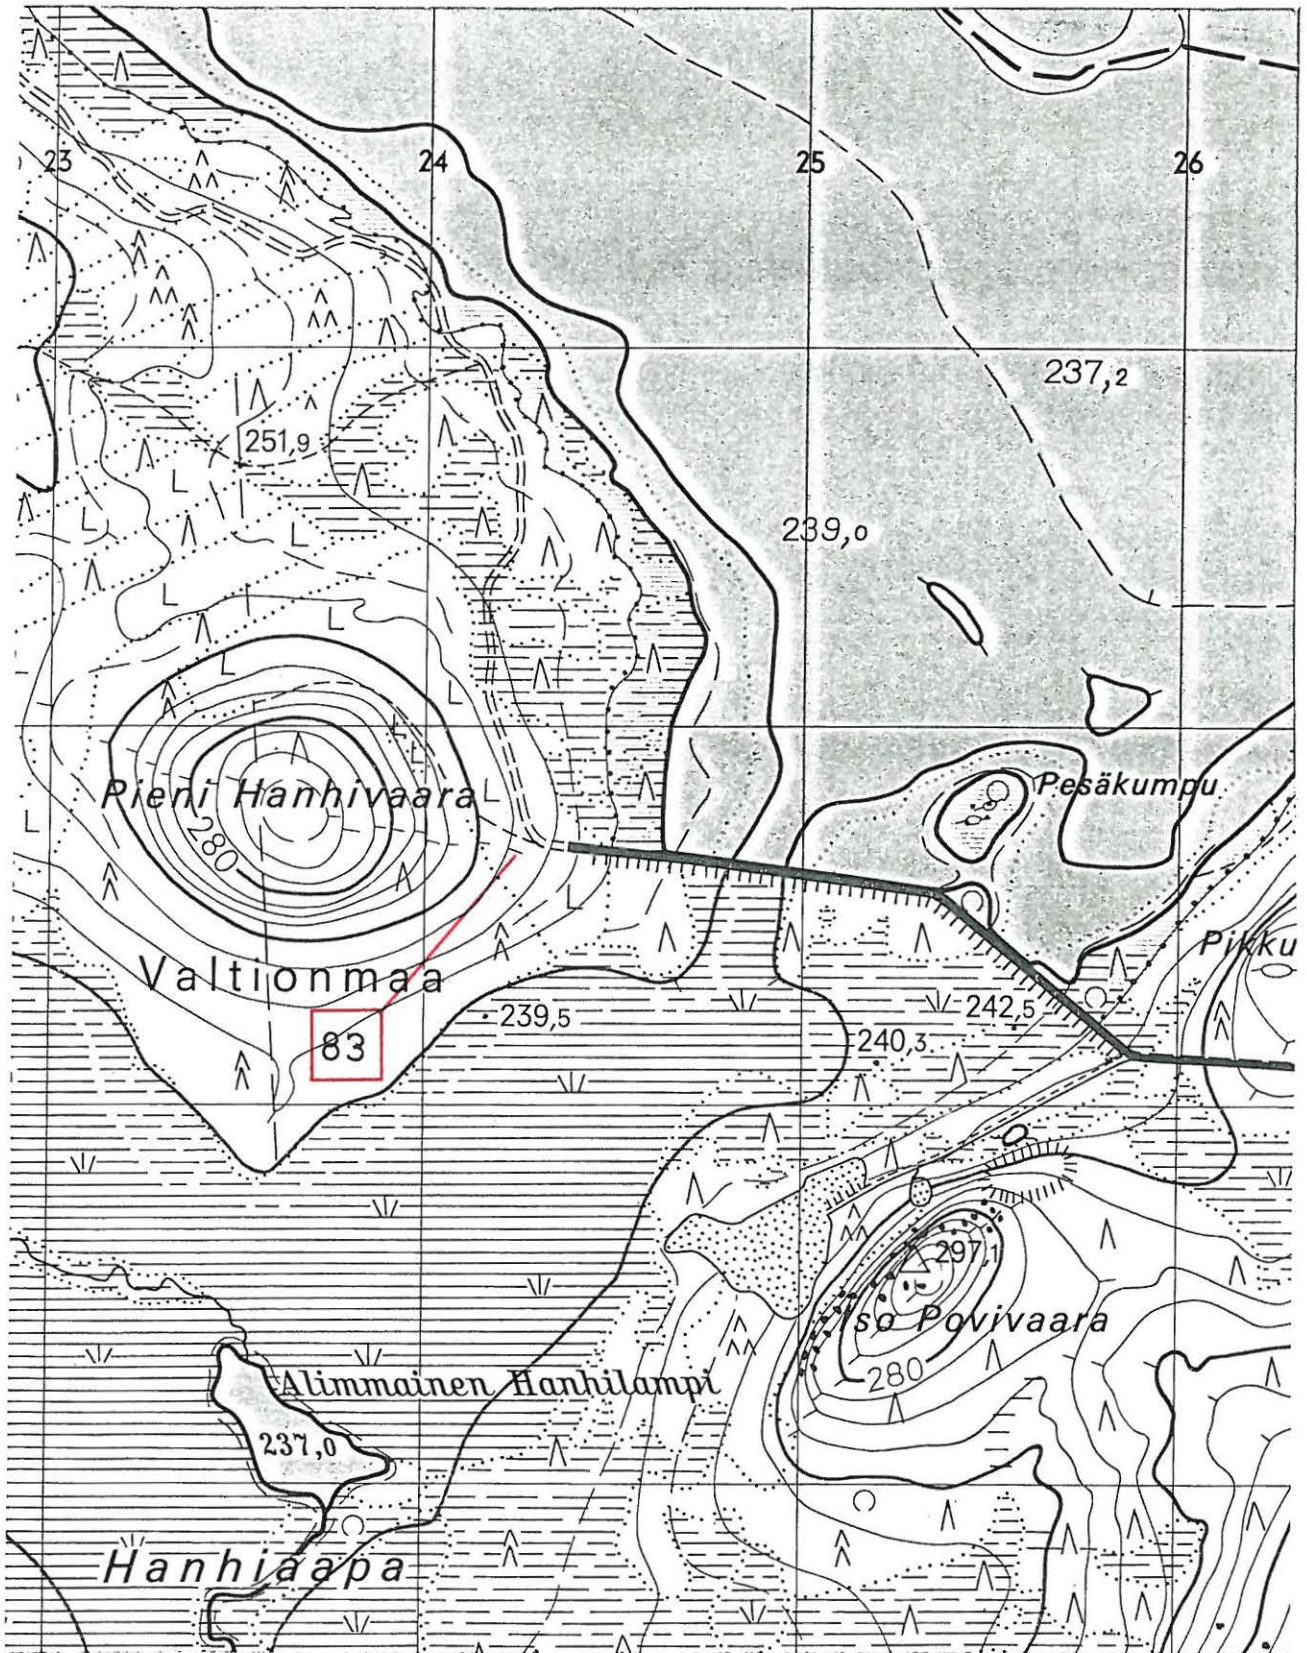 23
24
25
26
237,2
251,9
239,0
Pieni Hanhivaara
280
Pesäkumpu
Pikku
Valtionmaa
83
239,5
242,5
240,3
297,1
Iso Povivaara
280
Alimmainen Hanhilampi
237,0
Hanhiaapa